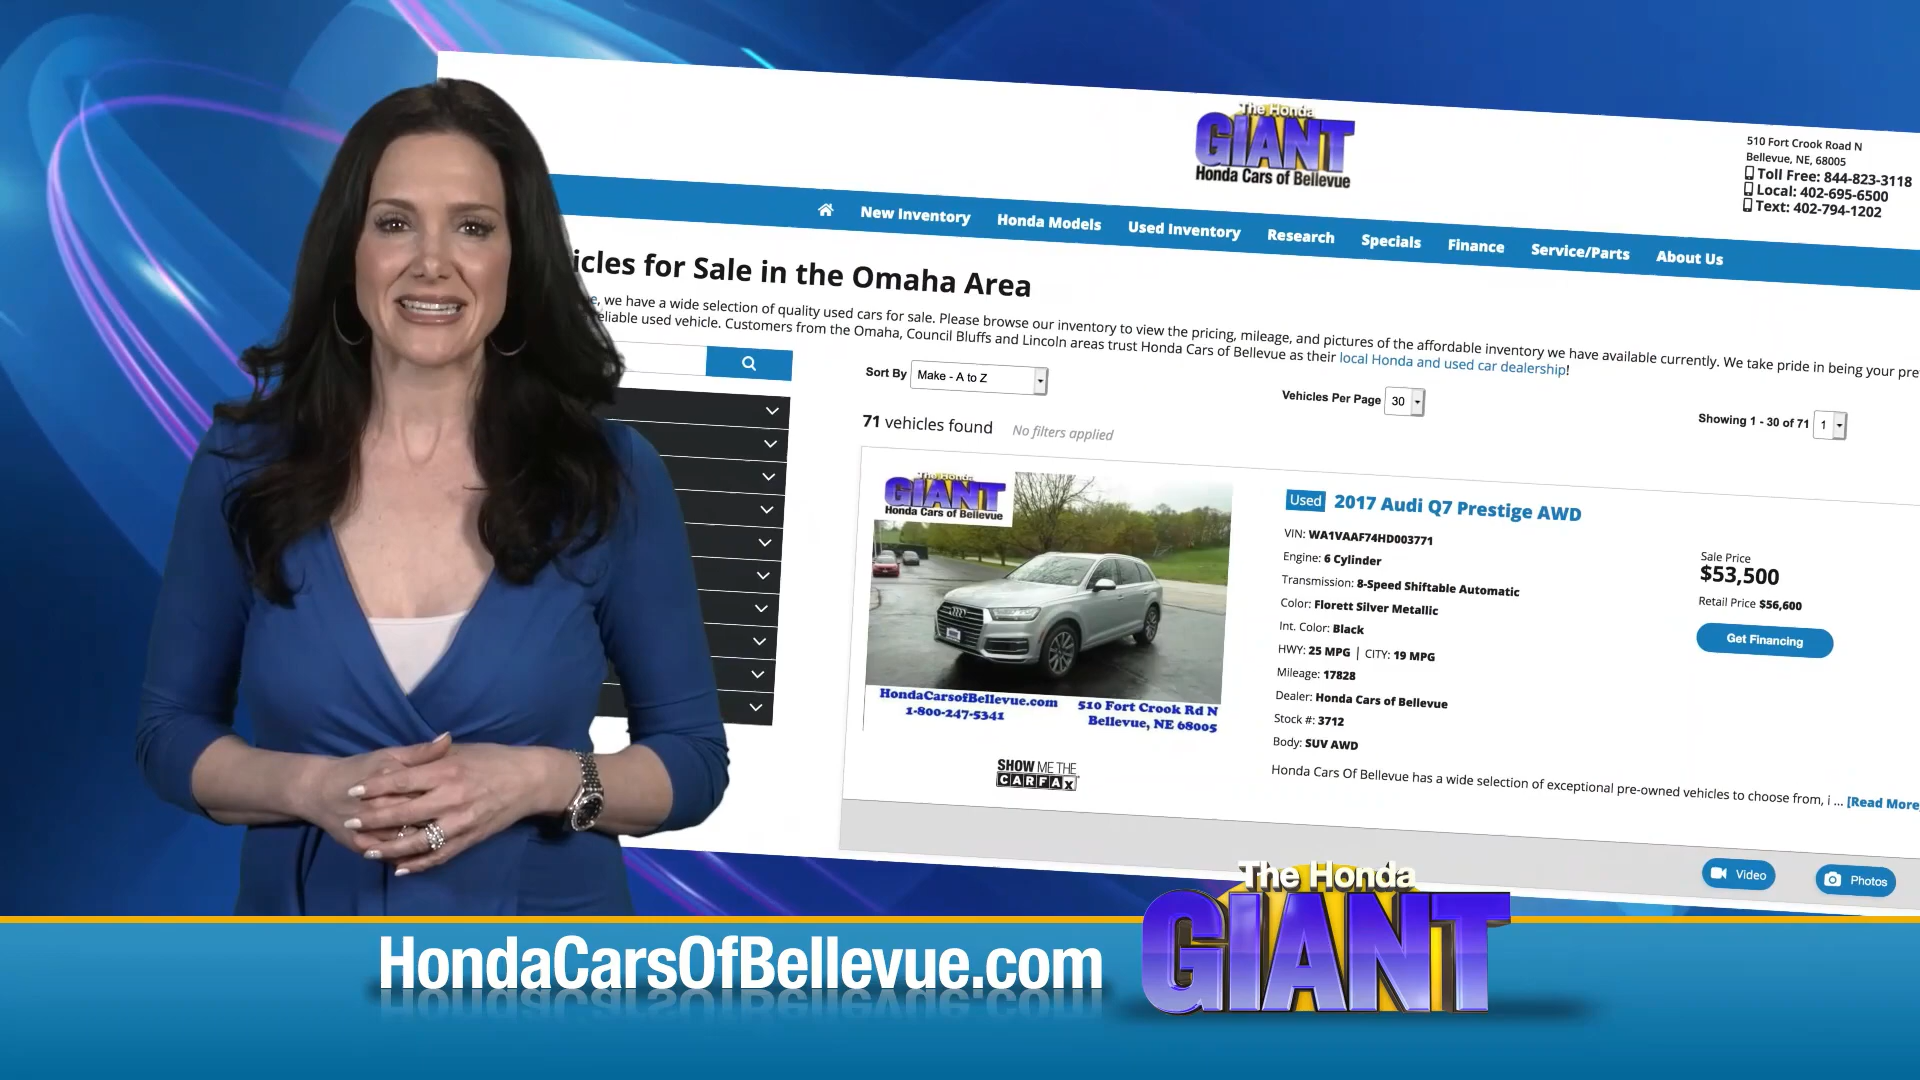 The Honda
GIANT
Honda Cars of Bellevue
510 Fort Crook Road N
Bellevue, NE, 68005
Toll Free: 844-823-3118
Local: 402-695-6500
Text: 402-794-1202
New Inventory Honda Models Used Inventory Research Specials Finance Service/Parts About Us
icles for Sale in the Omaha Area
e, we have a wide selection of quality used cars for sale. Please browse our inventory to view the pricing, mileage, and pictures of the affordable inventory we have available currently. We take pride in being your pre
eliable used vehicle. Customers from the Omaha, Council Bluffs and Lincoln areas trust Honda Cars of Bellevue as their local Honda and used car dealership!
Sort By Make - A to Z
Vehicles Per Page 30
Showing 1 - 30 of 71 1
71 vehicles found No filters applied
The Honda
GIANT
Honda Cars of Bellevue
HondaCarsofBellevue.com
1-800-247-5341
510 Fort Crook Rd N
Bellevue, NE 68005
SHOW ME THE
CARFAX
Used 2017 Audi Q7 Prestige AWD
VIN: WA1VAAF74HD003771
Engine: 6 Cylinder
Transmission: 8-Speed Shiftable Automatic
Color: Florett Silver Metallic
Int. Color: Black
HWY: 25 MPG | CITY: 19 MPG
Mileage: 17828
Dealer: Honda Cars of Bellevue
Stock #: 3712
Body: SUV AWD
Honda Cars Of Bellevue has a wide selection of exceptional pre-owned vehicles to choose from, i ... [Read More
Sale Price
$53,500
Retail Price $56,600
Get Financing
Video
Photos
HondaCarsOfBellevue.com
The Honda
GIANT